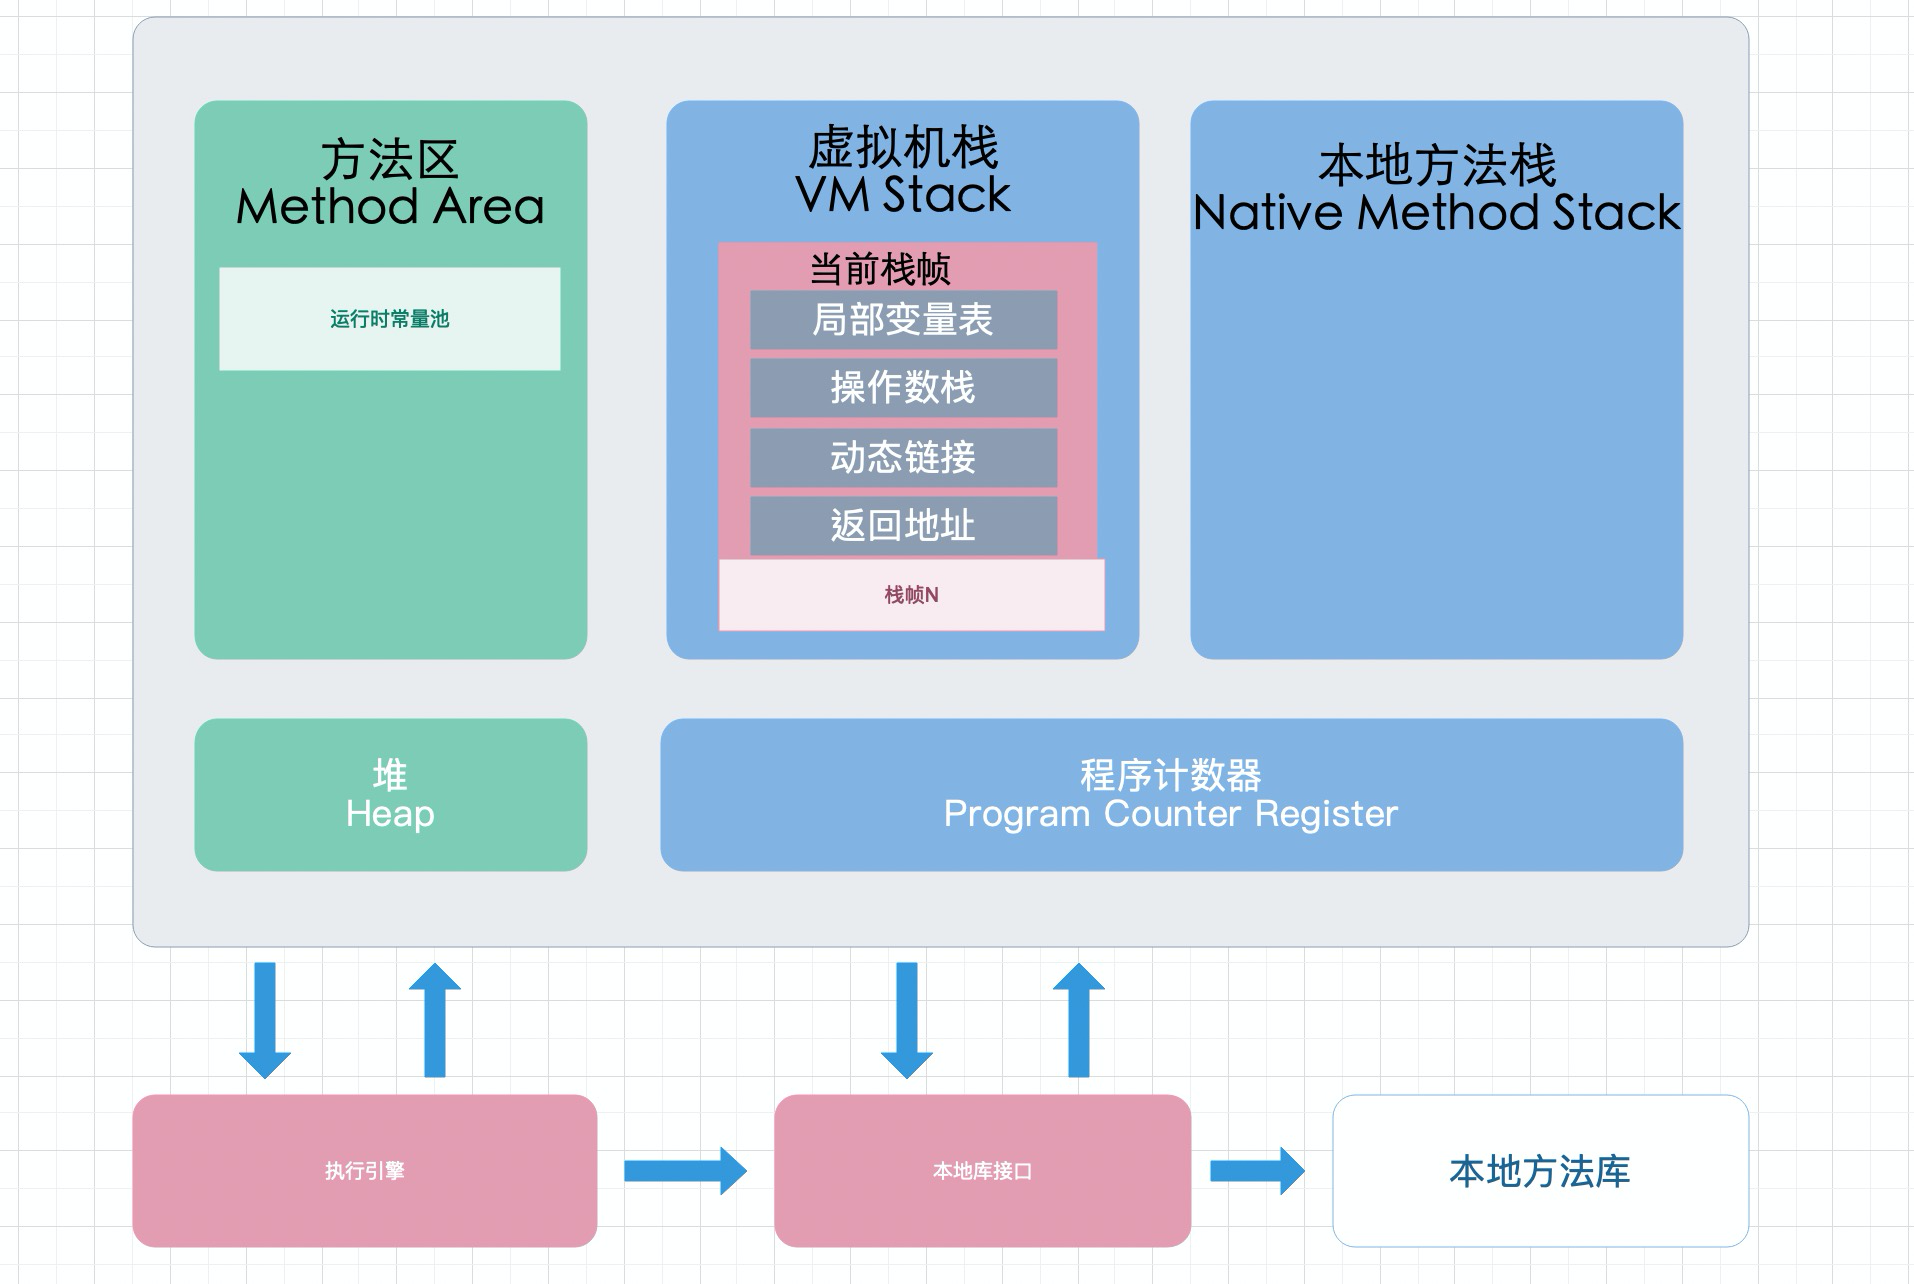 方法区
Method Area
运行时常量池
虚拟机栈
VM Stack
当前栈帧
局部变量表
操作数栈
动态链接
返回地址
栈帧N
本地方法栈
Native Method Stack
堆
Heap
程序计数器
Program Counter Register
执行引擎
本地库接口
本地方法库